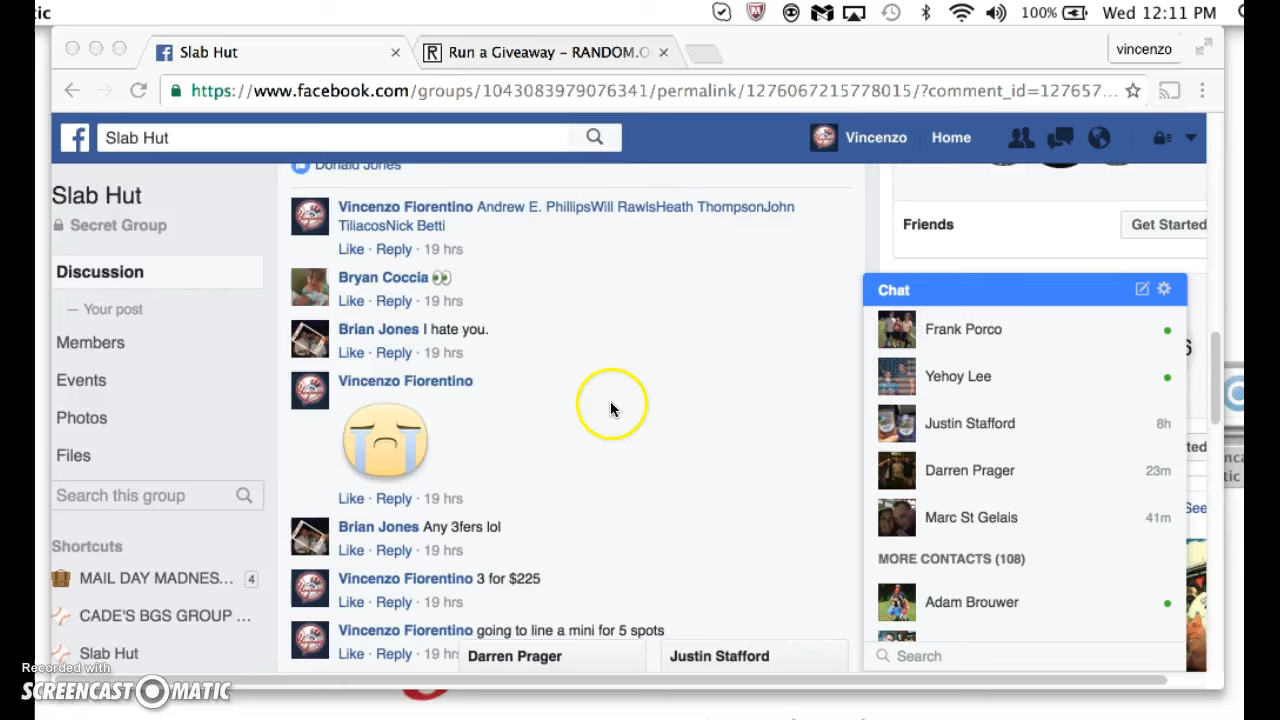 tic
100%
Wed 12:11 PM
Slab Hut
Run a Giveaway – RANDOM.O
vincenzo
https://www.facebook.com/groups/1043083979076341/permalink/1276067215778015/?comment_id=127657...
Slab Hut
Vincenzo
Home
Slab Hut
Secret Group
Discussion
— Your post
Members
Events
Photos
Files
Search this group
Shortcuts
MAIL DAY MADNES...
4
CADE'S BGS GROUP ...
Slab Hut
Donald Jones
Vincenzo Fiorentino Andrew E. PhillipsWill RawlsHeath ThompsonJohn
TiliacosNick Betti
Like · Reply · 19 hrs
Bryan Coccia
Like · Reply · 19 hrs
Brian Jones I hate you.
Like · Reply · 19 hrs
Vincenzo Fiorentino
Like · Reply · 19 hrs
Brian Jones Any 3fers lol
Like · Reply · 19 hrs
Vincenzo Fiorentino 3 for $225
Like · Reply · 19 hrs
Vincenzo Fiorentino going to line a mini for 5 spots
Like · Reply · 19 hrs
Darren Prager
Justin Stafford
Friends
Get Started
Chat
Frank Porco
Yehoy Lee
Justin Stafford
8h
Darren Prager
23m
Marc St Gelais
41m
MORE CONTACTS (108)
Adam Brouwer
Search
6
ted
See
nca
tic
Recorded with
SCREENCAST-O-MATIC